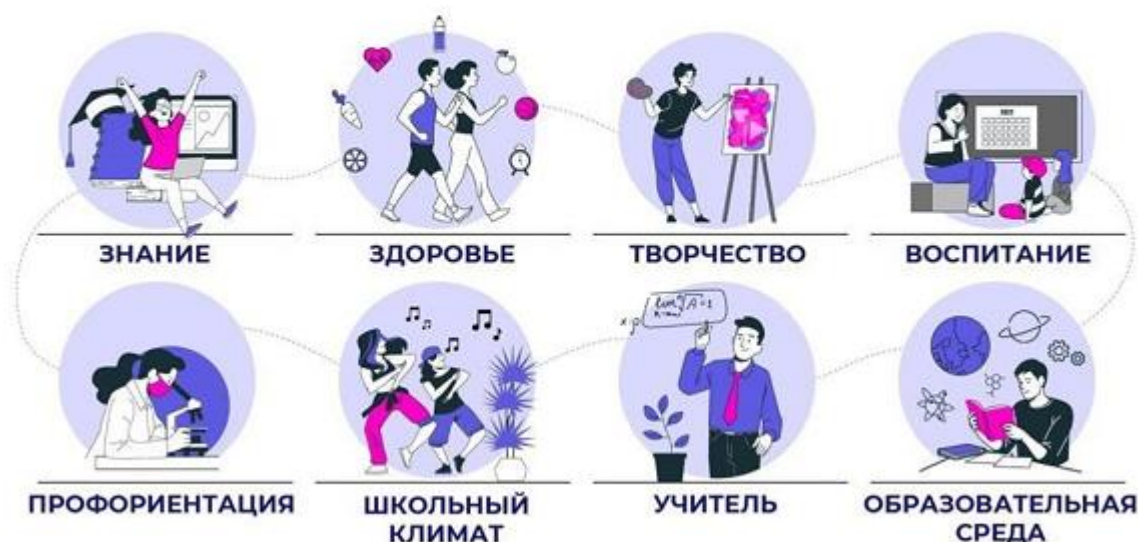 ЗНАНИЕ
ЗДОРОВЬЕ
ТВОРЧЕСТВО
ВОСПИТАНИЕ
ПРОФОРИЕНТАЦИЯ
ШКОЛЬНЫЙ
КЛИМАТ
УЧИТЕЛЬ
ОБРАЗОВАТЕЛЬНАЯ
СРЕДА